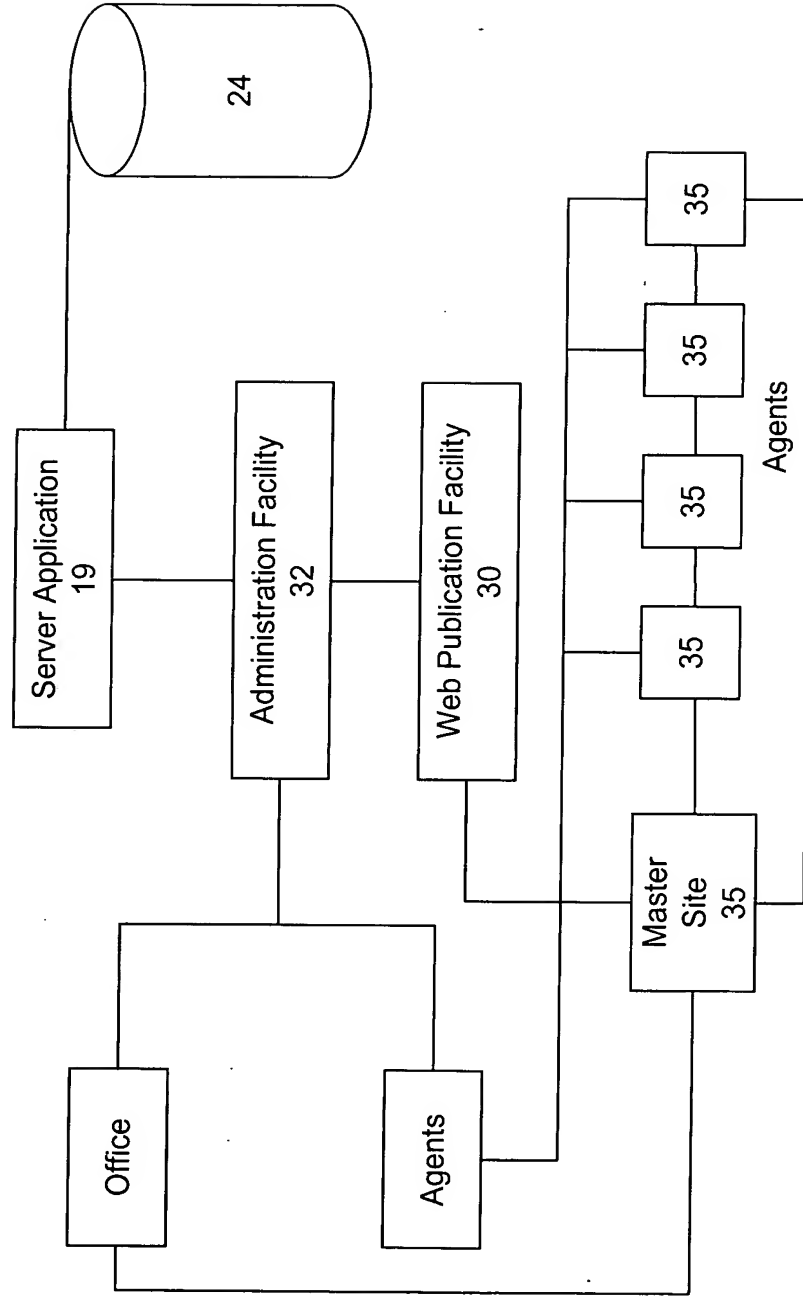 Server Application
19
24
Administration Facility
32
Web Publication Facility
30
Office
Agents
Master
Site
35
35
35
35
35
Agents